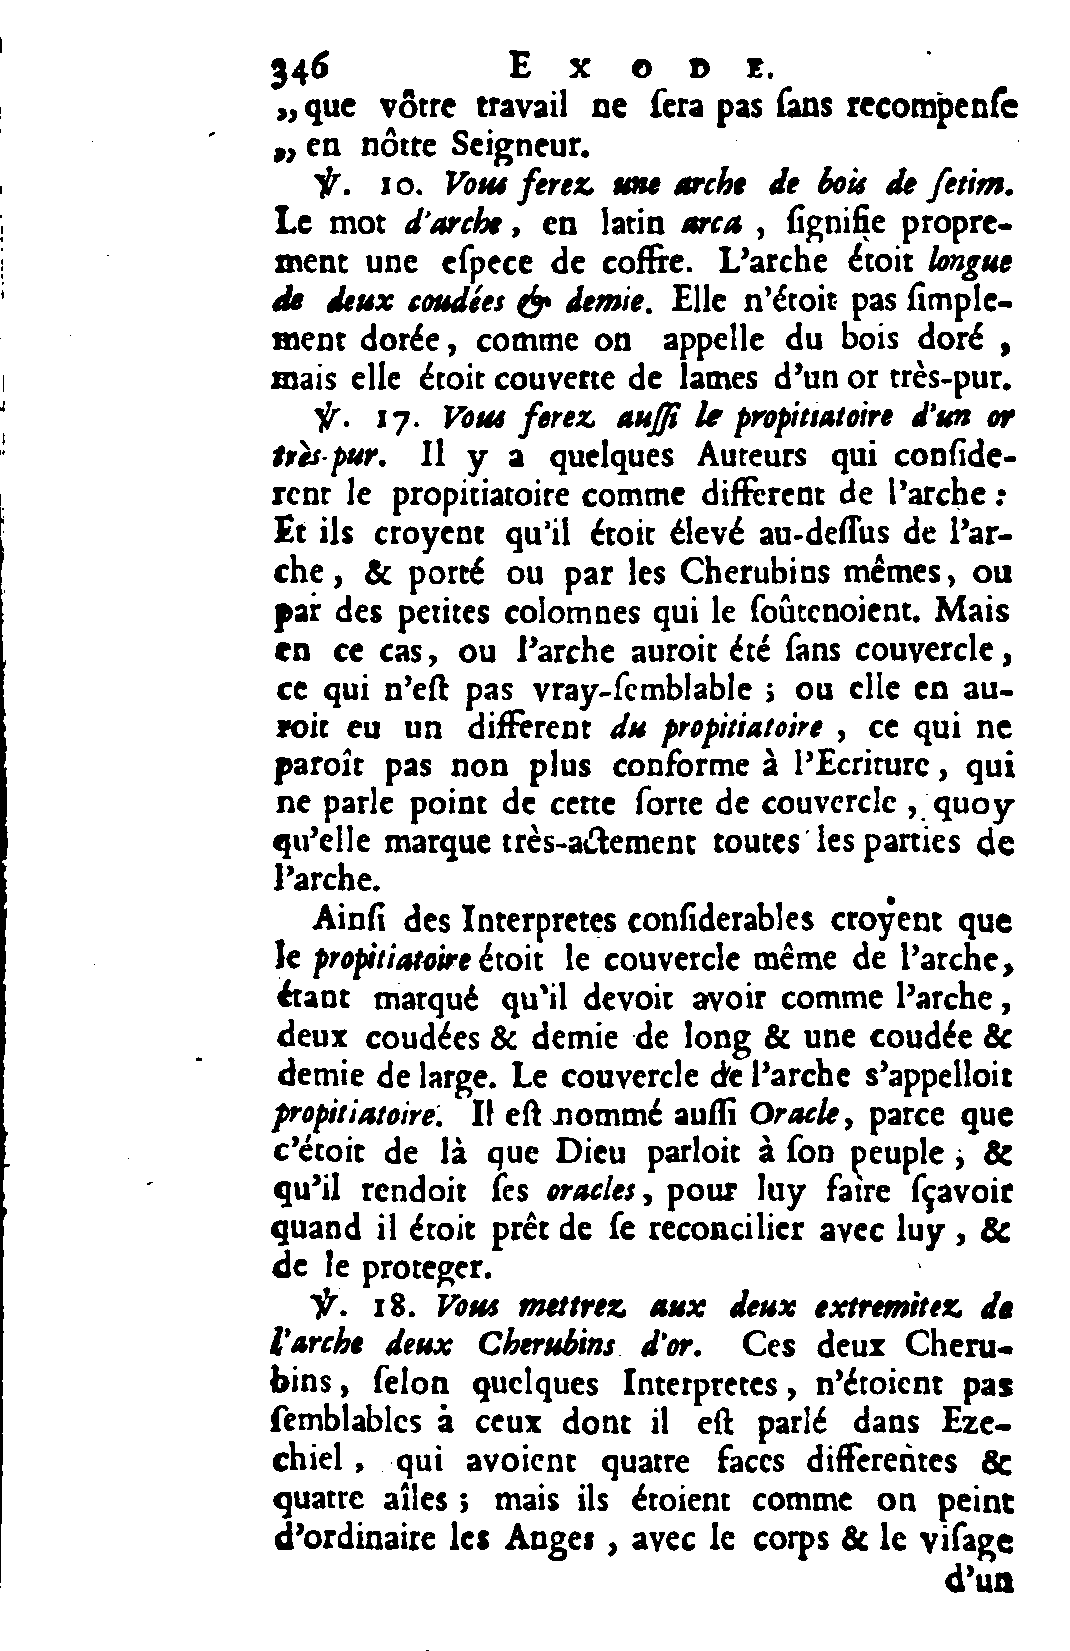 346 EXODE.
„ que vôtre travail ne ſera pas ſans recompenſe
„ en nôtre Seigneur.
℣. 10. Vous ferez une arche de bois de ſetim.
Le mot d'arche, en latin arca, ſignifie propre-
ment une eſpece de coffre. L'arche étoit longue
de deux coudées & demie. Elle n'étoit pas ſimple-
ment dorée, comme on appelle du bois doré,
mais elle étoit couverte de lames d'un or très-pur.
℣. 17. Vous ferez auſſi le propitiatoire d'un or
très-pur. Il y a quelques Auteurs qui conſide-
rent le propitiatoire comme different de l'arche:
Et ils croyent qu'il étoit élevé au-deſſus de l'ar-
che, & porté ou par les Cherubins mêmes, ou
par des petites colomnes qui le ſoûtenoient. Mais
en ce cas, ou l'arche auroit été ſans couvercle,
ce qui n'eſt pas vray-ſemblable; ou elle en au-
roit eu un different du propitiatoire, ce qui ne
paroît pas non plus conforme à l'Ecriture, qui
ne parle point de cette ſorte de couvercle, quoy
qu'elle marque très-actement toutes les parties de
l'arche.
Ainſi des Interpretes conſiderables croyent que
le propitiatoire étoit le couvercle même de l'arche,
étant marqué qu'il devoit avoir comme l'arche,
deux coudées & demie de long & une coudée &
demie de large. Le couvercle de l'arche s'appelloit
propitiatoire. Il eſt nommé auſſi Oracle, parce que
c'étoit de là que Dieu parloit à ſon peuple; &
qu'il rendoit ſes oracles, pour luy faire ſçavoir
quand il étoit prêt de ſe reconcilier avec luy, &
de le proteger.
℣. 18. Vous mettrez aux deux extremitez de
l'arche deux Cherubins d'or. Ces deux Cheru-
bins, ſelon quelques Interpretes, n'étoient pas
ſemblables à ceux dont il eſt parlé dans Eze-
chiel, qui avoient quatre faces differentes &
quatre aîles; mais ils étoient comme on peint
d'ordinaire les Anges, avec le corps & le viſage
d'un